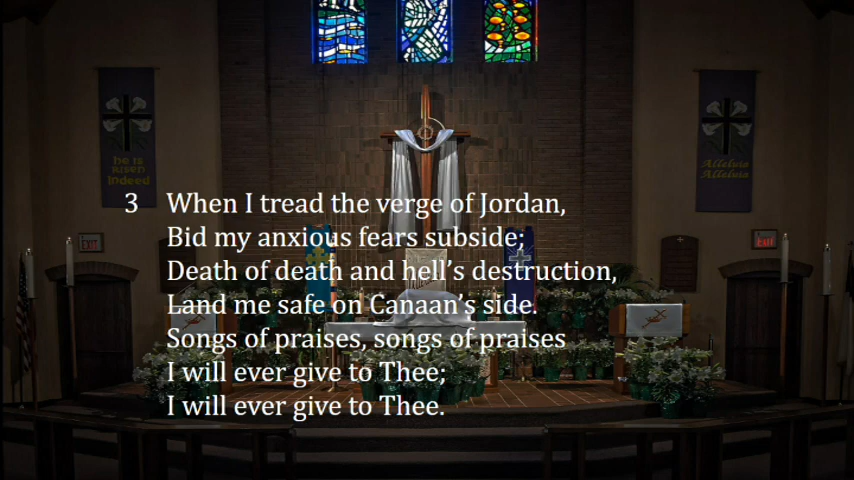 he is
risen
indeed
Alleluia
Alleluia
EXIT
EXIT
3 When I tread the verge of Jordan,
Bid my anxious fears subside;
Death of death and hell’s destruction,
Land me safe on Canaan’s side.
Songs of praises, songs of praises
I will ever give to Thee;
I will ever give to Thee.